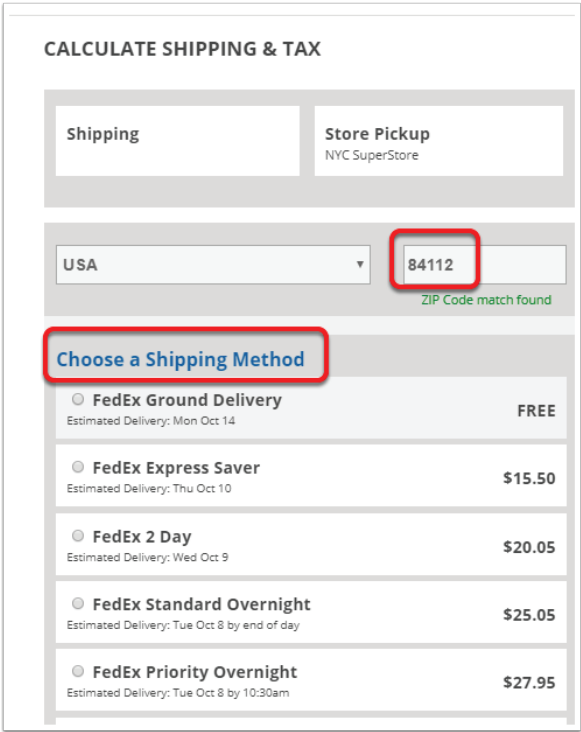 CALCULATE SHIPPING & TAX
Shipping
Store Pickup
NYC SuperStore
USA
84112
ZIP Code match found
Choose a Shipping Method
FedEx Ground Delivery
Estimated Delivery: Mon Oct 14
FREE
FedEx Express Saver
Estimated Delivery: Thu Oct 10
$15.50
FedEx 2 Day
Estimated Delivery: Wed Oct 9
$20.05
FedEx Standard Overnight
Estimated Delivery: Tue Oct 8 by end of day
$25.05
FedEx Priority Overnight
Estimated Delivery: Tue Oct 8 by 10:30am
$27.95